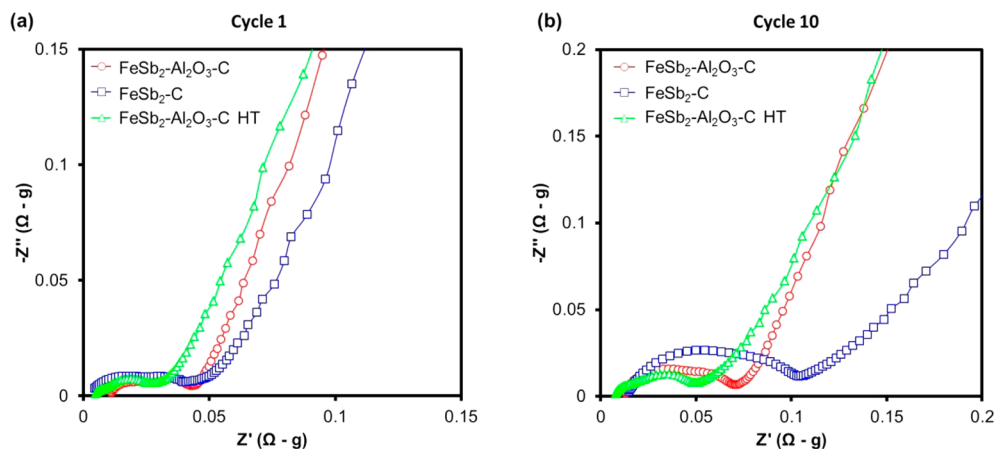 (a) Cycle 1
0.15
0.1
0.05
0
-Z" (Ω - g)
FeSb₂-Al₂O₃-C
FeSb₂-C
FeSb₂-Al₂O₃-C HT
0 0.05 0.1 0.15
Z' (Ω - g)
(b) Cycle 10
0.2
0.15
0.1
0.05
0
-Z" (Ω - g)
FeSb₂-Al₂O₃-C
FeSb₂-C
FeSb₂-Al₂O₃-C HT
0 0.05 0.1 0.15 0.2
Z' (Ω - g)